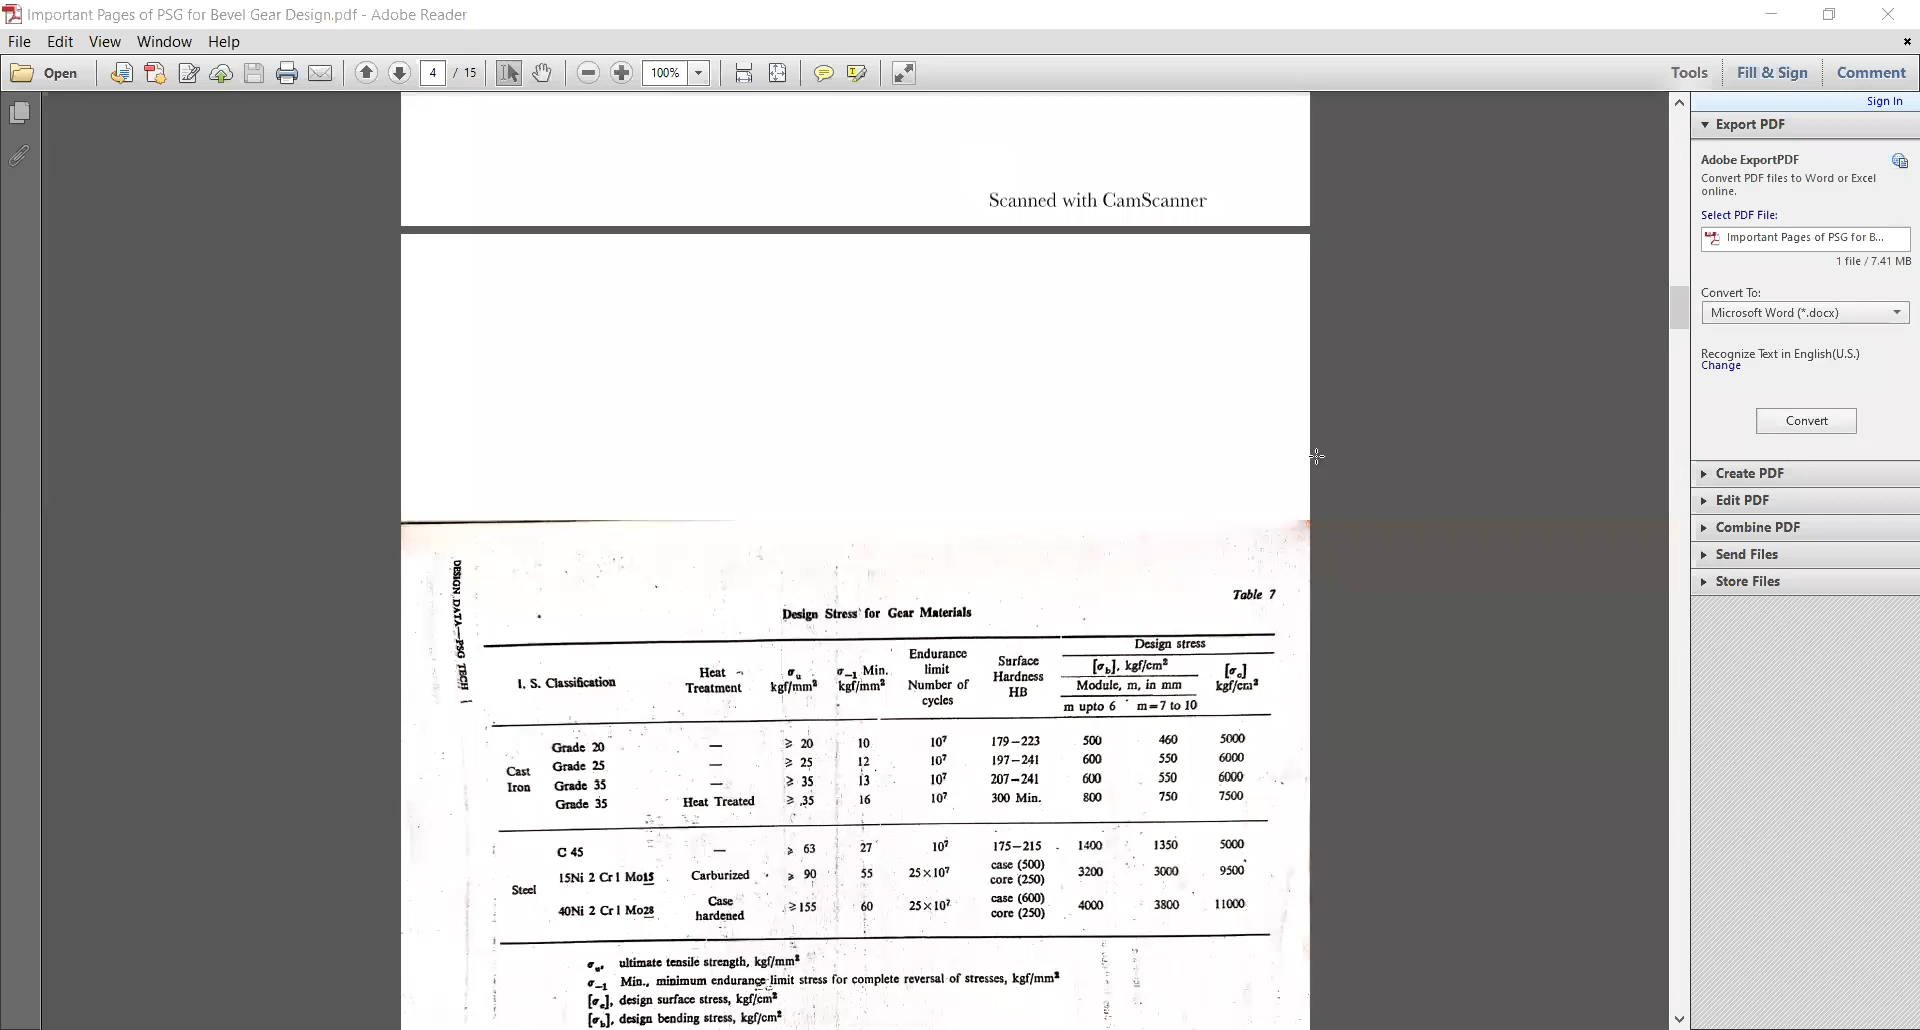 Important Pages of PSG for Bevel Gear Design.pdf - Adobe Reader
File Edit View Window Help
Open 4 / 15 100% Tools Fill & Sign Comment
Sign In
Export PDF
Adobe ExportPDF
Convert PDF files to Word or Excel
online.
Select PDF File:
Important Pages of PSG for B...
1 file / 7.41 MB
Convert To:
Microsoft Word (*.docx)
Recognize Text in English(U.S.)
Change
Convert
Create PDF
Edit PDF
Combine PDF
Send Files
Store Files
Scanned with CamScanner
DESIGN DATA—PSG TECH
Table 7
Design Stress for Gear Materials
I. S. Classification
Heat
Treatment
σu
kgf/mm²
σ-1 Min.
kgf/mm²
Endurance
limit
Number of
cycles
Surface
Hardness
HB
Design stress
[σb], kgf/cm²
Module, m, in mm
m upto 6 m=7 to 10
[σc]
kgf/cm²
Cast
Iron
Grade 20 — ≥ 20 10 10⁷ 179–223 500 460 5000
Grade 25 — ≥ 25 12 10⁷ 197–241 600 550 6000
Grade 35 — ≥ 35 13 10⁷ 207–241 600 550 6000
Grade 35 Heat Treated ≥ 35 16 10⁷ 300 Min. 800 750 7500
Steel
C 45 — ≥ 63 27 10⁷ 175–215 1400 1350 5000
15Ni 2 Cr 1 Mo15 Carburized ≥ 90 55 25×10⁷ case (500) core (250) 3200 3000 9500
40Ni 2 Cr 1 Mo28 Case hardened ≥155 60 25×10⁷ case (600) core (250) 4000 3800 11000
σu, ultimate tensile strength, kgf/mm²
σ-1 Min., minimum endurance limit stress for complete reversal of stresses, kgf/mm²
[σc], design surface stress, kgf/cm²
[σb], design bending stress, kgf/cm²